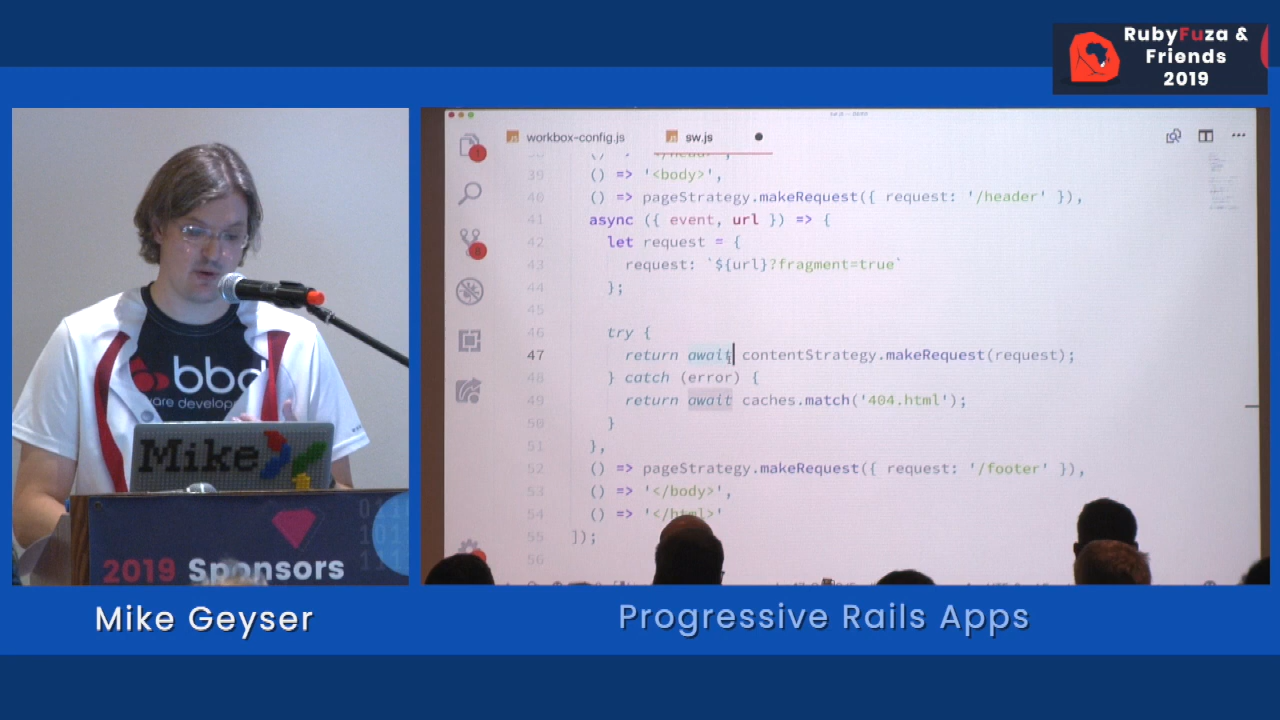 RubyFuza &
Friends
2019
workbox-config.js
sw.js
39 () => '<body>',
40 () => pageStrategy.makeRequest({ request: '/header' }),
41 async ({ event, url }) => {
42 let request = {
43 request: `${url}?fragment=true`
44 };
45
46 try {
47 return await contentStrategy.makeRequest(request);
48 } catch (error) {
49 return await caches.match('404.html');
50 }
51 },
52 () => pageStrategy.makeRequest({ request: '/footer' }),
53 () => '</body>',
54 () => '</html>'
55 ]);
56
bbd
ware develop
Mike
2019 Sponsors
Mike Geyser
Progressive Rails Apps